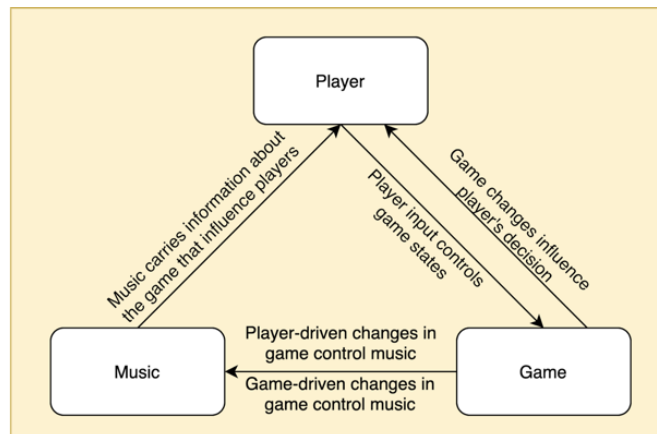 Player
Music carries information about
the game that influence players
Player input controls
game states
Game changes influence
player's decision
Player-driven changes in
game control music
Game-driven changes in
game control music
Music
Game